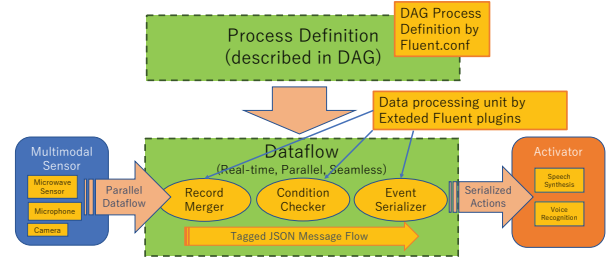 DAG Process
Definition by
Fluent.conf
Process Definition
(described in DAG)
Data processing unit by
Exteded Fluent plugins
Multimodal
Sensor
Microwave
Sensor
Microphone
Camera
Parallel
Dataflow
Dataflow
(Real-time, Parallel, Seamless)
Record
Merger
Condition
Checker
Event
Serializer
Tagged JSON Message Flow
Serialized
Actions
Activator
Speech
Synthesis
Voice
Recognition